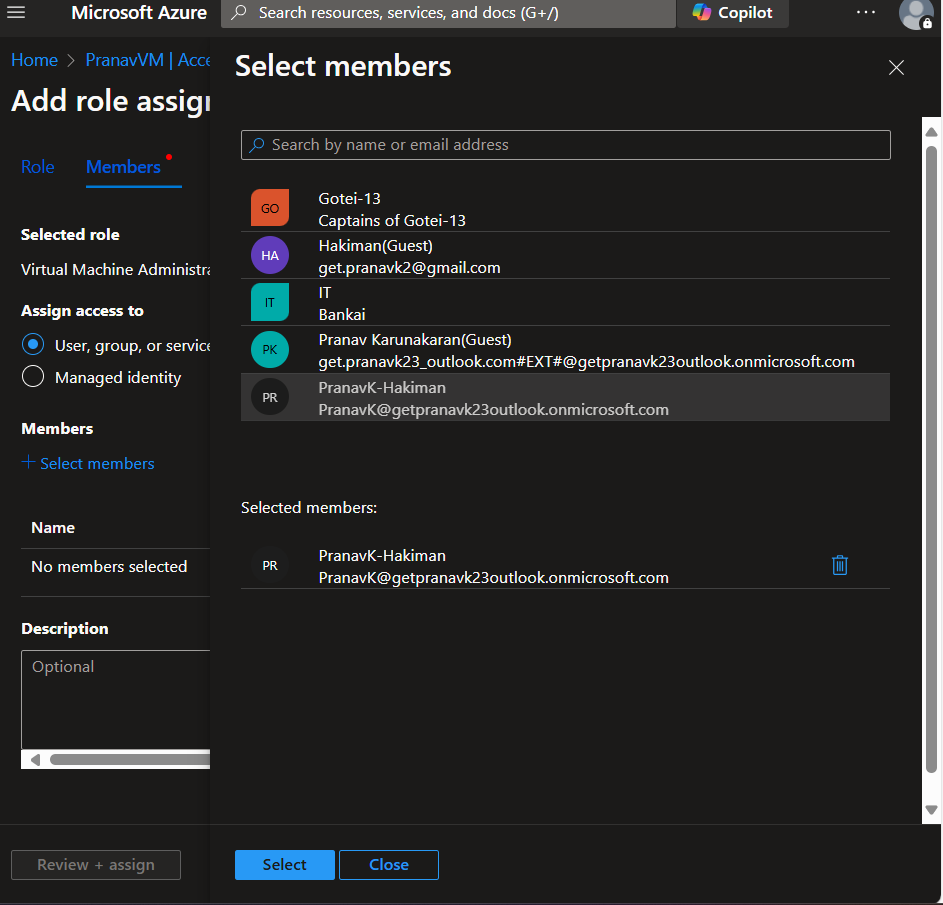 Microsoft Azure
Search resources, services, and docs (G+/)
Copilot
Home > PranavVM | Acce
Add role assign
Role
Members
Selected role
Virtual Machine Administra
Assign access to
User, group, or service
Managed identity
Members
+ Select members
Name
No members selected
Description
Optional
Review + assign
Select members
Search by name or email address
GO
Gotei-13
Captains of Gotei-13
HA
Hakiman(Guest)
get.pranavk2@gmail.com
IT
IT
Bankai
PK
Pranav Karunakaran(Guest)
get.pranavk23_outlook.com#EXT#@getpranavk23outlook.onmicrosoft.com
PR
PranavK-Hakiman
PranavK@getpranavk23outlook.onmicrosoft.com
Selected members:
PR
PranavK-Hakiman
PranavK@getpranavk23outlook.onmicrosoft.com
Select
Close